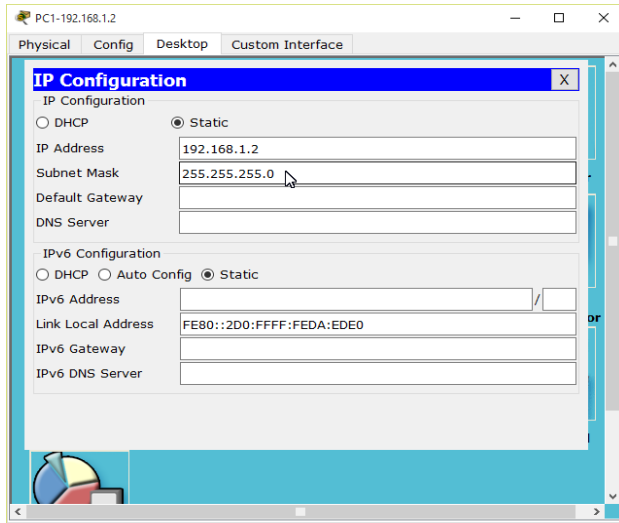 PC1-192.168.1.2
Physical Config Desktop Custom Interface
IP Configuration X
IP Configuration
DHCP Static
IP Address 192.168.1.2
Subnet Mask 255.255.255.0
Default Gateway
DNS Server
IPv6 Configuration
DHCP Auto Config Static
IPv6 Address /
Link Local Address FE80::2D0:FFFF:FEDA:EDE0
IPv6 Gateway
IPv6 DNS Server